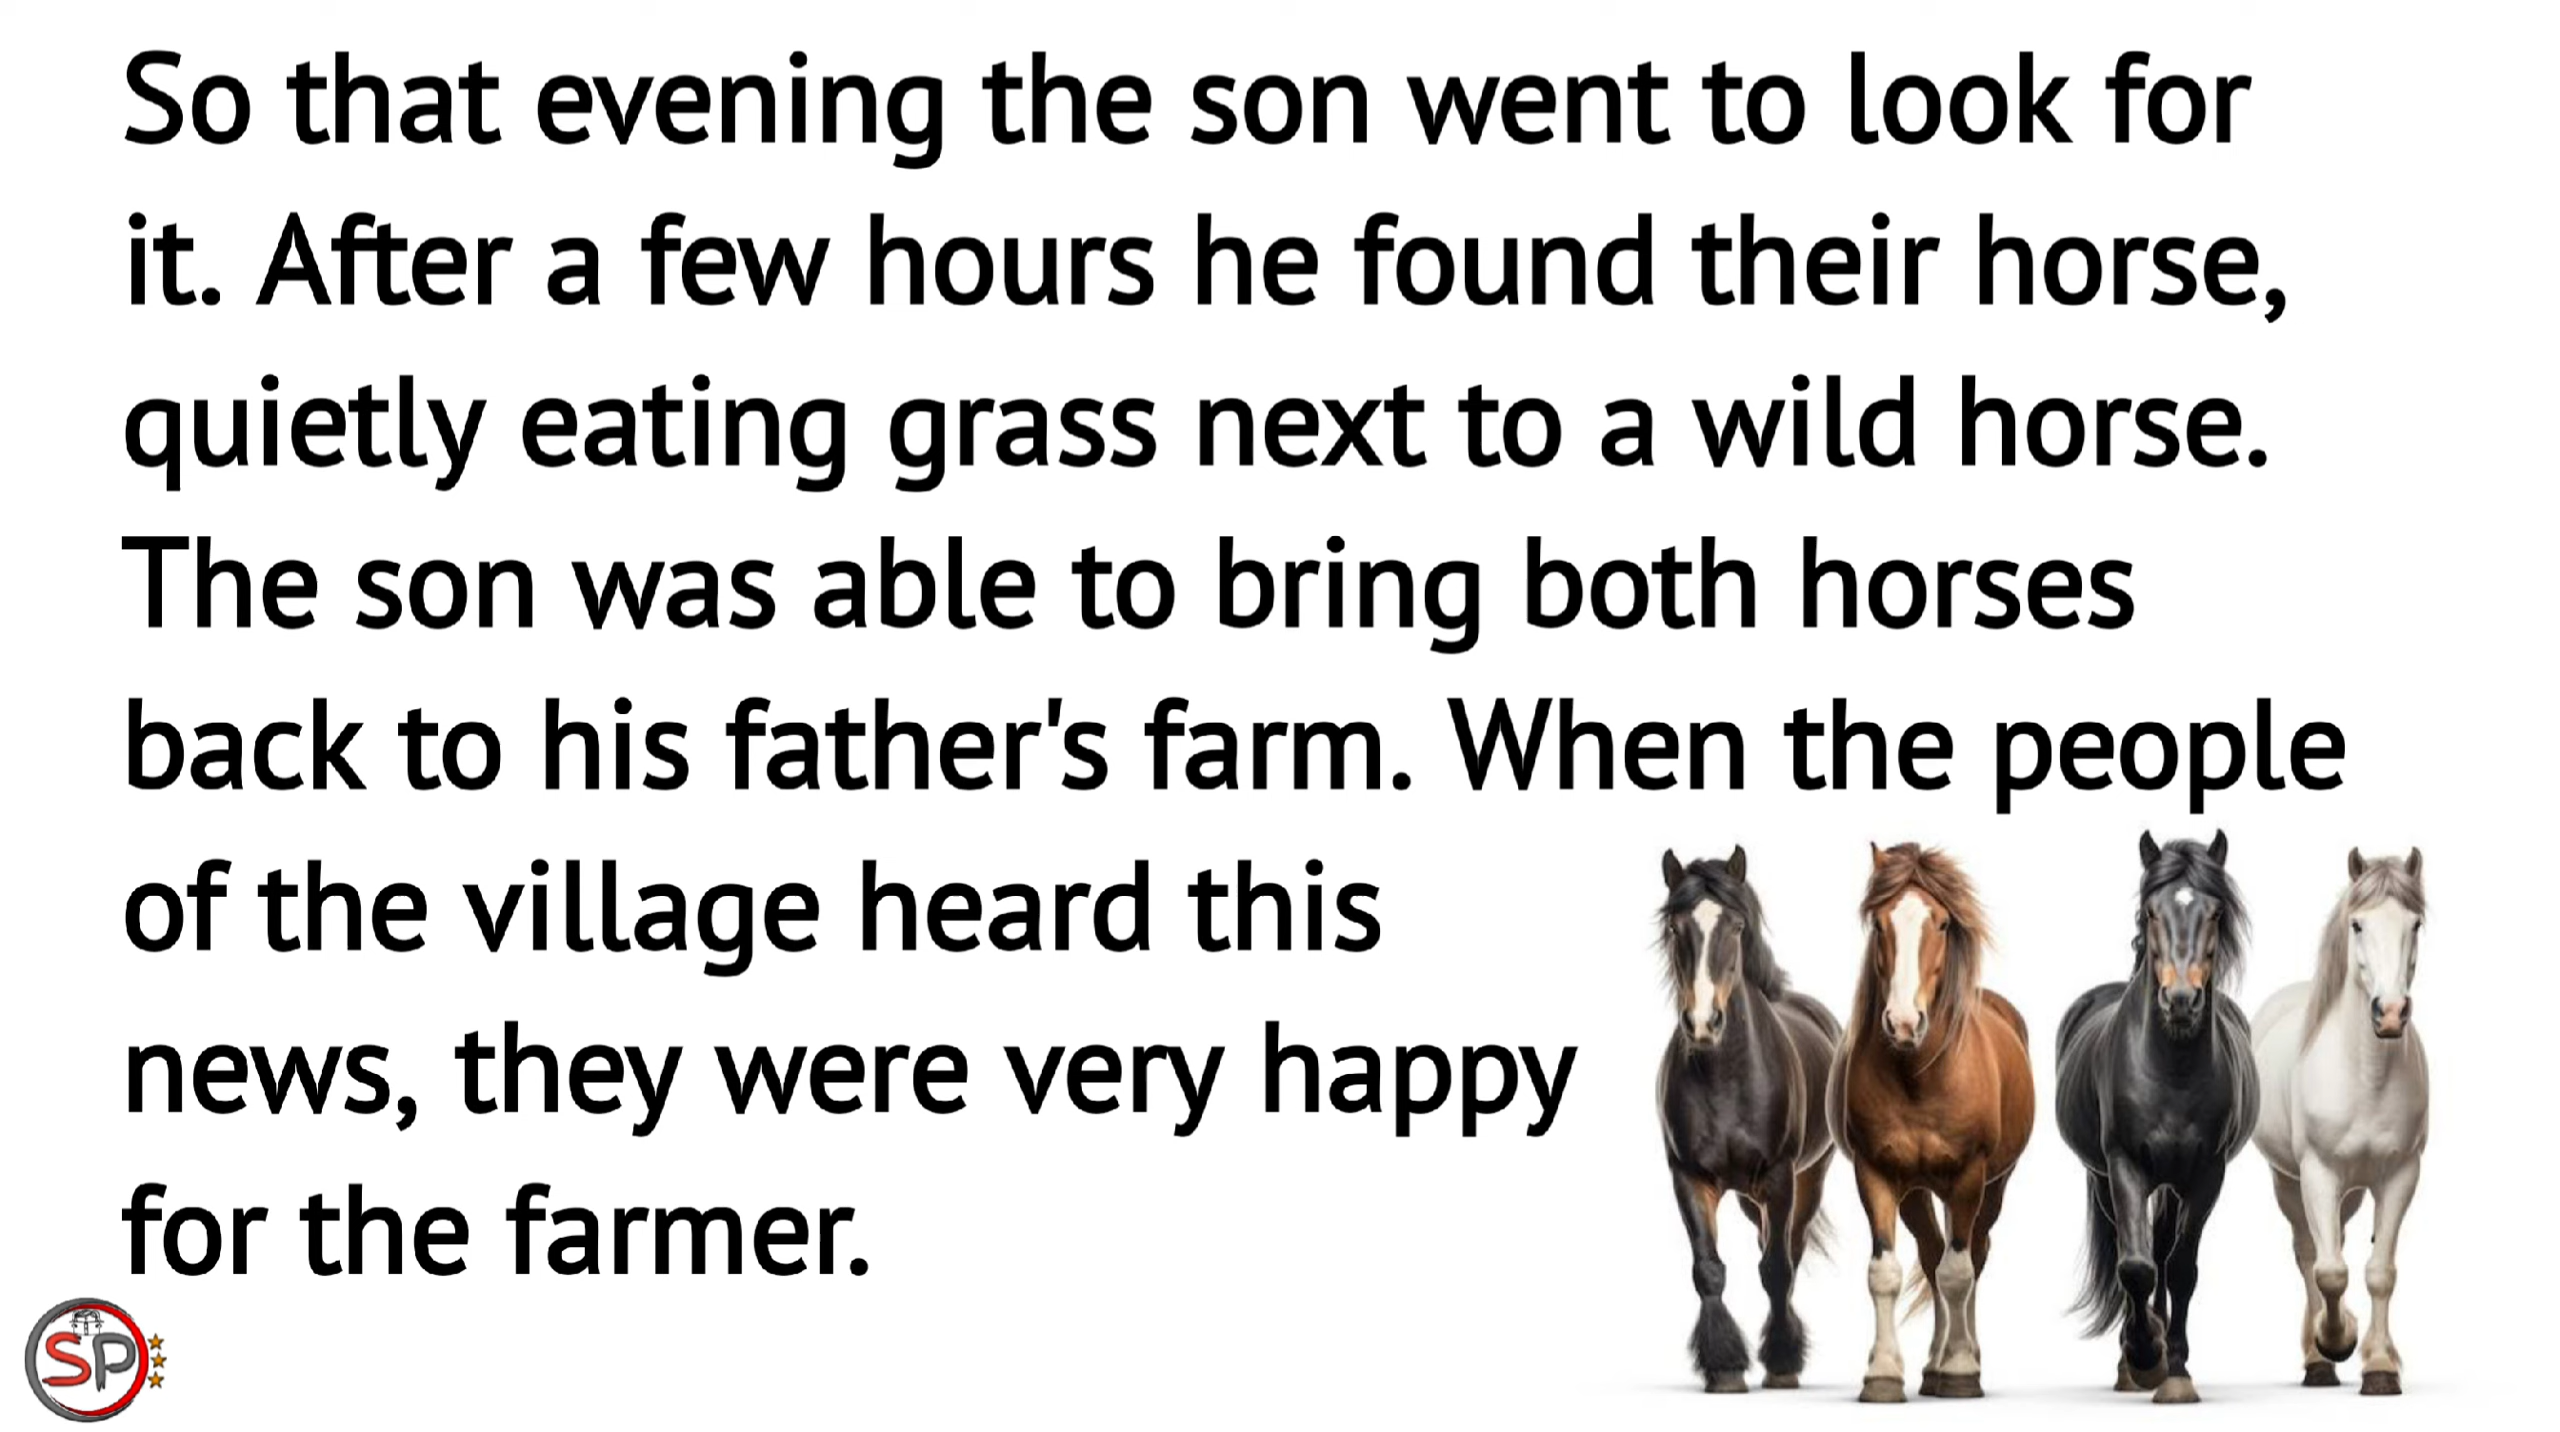 So that evening the son went to look for
it. After a few hours he found their horse,
quietly eating grass next to a wild horse.
The son was able to bring both horses
back to his father's farm. When the people
of the village heard this
news, they were very happy
for the farmer.
SP